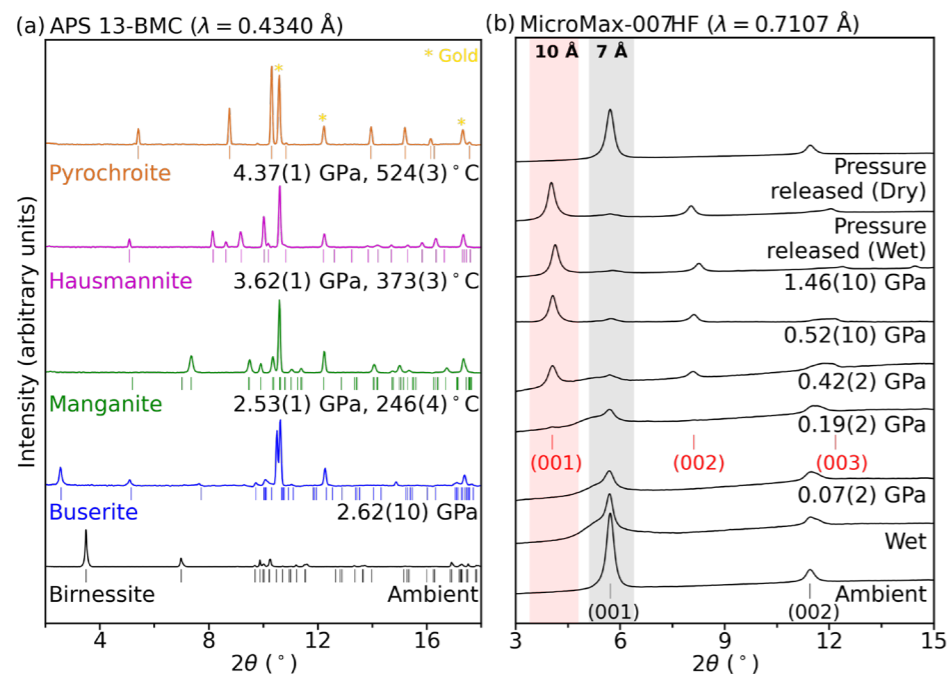 (a) APS 13-BMC (λ = 0.4340 Å)
* Gold
*
*
*
Pyrochroite
4.37(1) GPa, 524(3) °C
Hausmannite
3.62(1) GPa, 373(3) °C
Manganite
2.53(1) GPa, 246(4) °C
Buserite
2.62(10) GPa
Birnessite
Ambient
Intensity (arbitrary units)
4 8 12 16
2θ (°)
(b) MicroMax-007HF (λ = 0.7107 Å)
10 Å 7 Å
Pressure
released (Dry)
Pressure
released (Wet)
1.46(10) GPa
0.52(10) GPa
0.42(2) GPa
0.19(2) GPa
(001) (002) (003)
0.07(2) GPa
Wet
Ambient
(001) (002)
3 6 9 12 15
2θ (°)